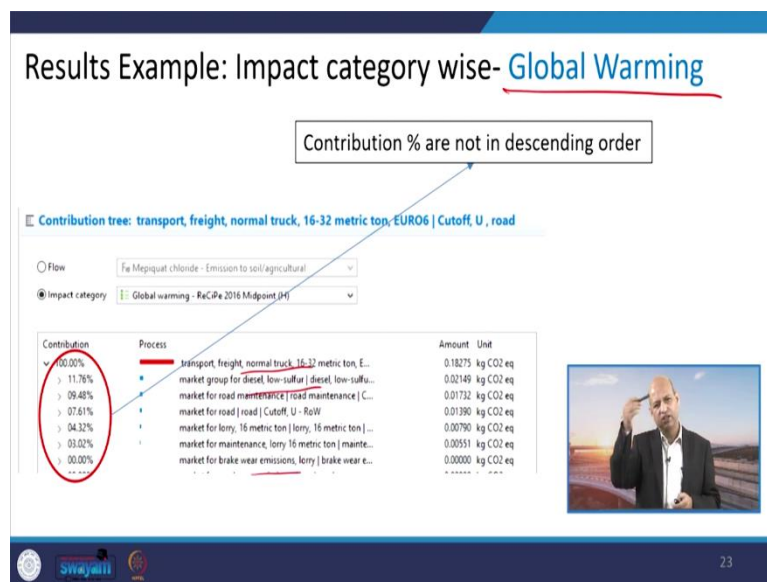 Results Example: Impact category wise- Global Warming
Contribution % are not in descending order
Contribution tree: transport, freight, normal truck, 16-32 metric ton, EURO6 | Cutoff, U , road
Flow Fe Mepiquat chloride - Emission to soil/agricultural
Impact category Global warming - ReCiPe 2016 Midpoint (H)
Contribution Process Amount Unit
100.00% transport, freight, normal truck, 16-32 metric ton, E... 0.18275 kg CO2 eq
11.76% market group for diesel, low-sulfur | diesel, low-sulfu... 0.02149 kg CO2 eq
09.48% market for road maintenance | road maintenance | C... 0.01732 kg CO2 eq
07.61% market for road | road | Cutoff, U - RoW 0.01390 kg CO2 eq
04.32% market for lorry, 16 metric ton | lorry, 16 metric ton | ... 0.00790 kg CO2 eq
03.02% market for maintenance, lorry 16 metric ton | mainte... 0.00551 kg CO2 eq
00.00% market for brake wear emissions, lorry | brake wear e... 0.00000 kg CO2 eq
swayam
23